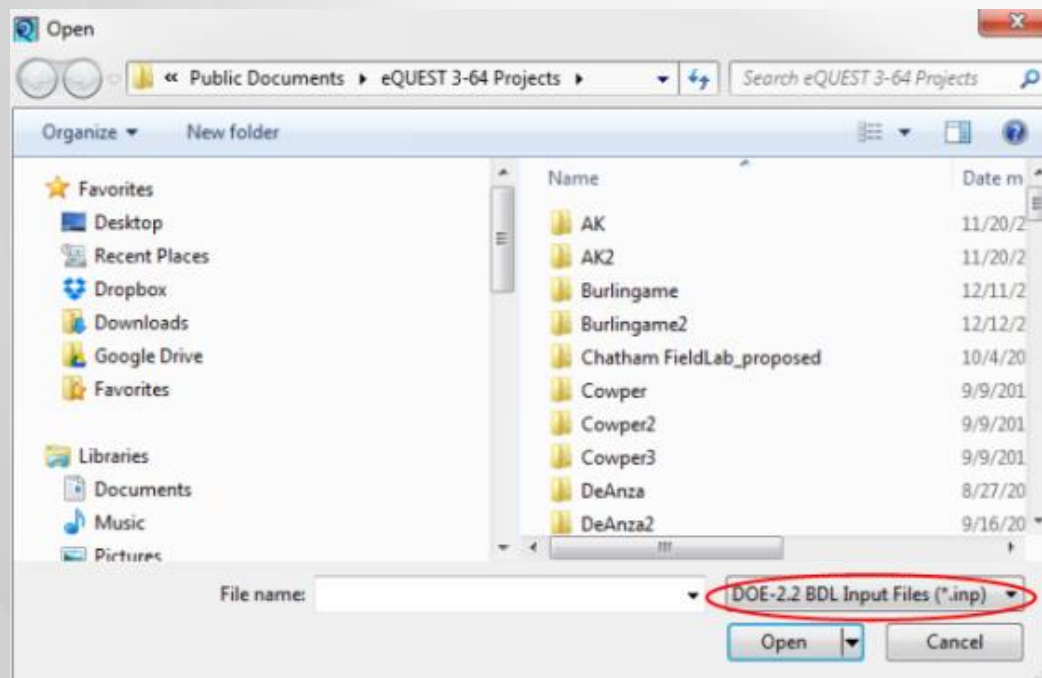 Open
« Public Documents ▸ eQUEST 3-64 Projects ▸ Search eQUEST 3-64 Projects
Organize New folder
Favorites
Desktop
Recent Places
Dropbox
Downloads
Google Drive
Favorites
Libraries
Documents
Music
Pictures
Name Date m
AK 11/20/2
AK2 11/20/2
Burlingame 12/11/2
Burlingame2 12/12/2
Chatham FieldLab_proposed 10/4/20
Cowper 9/9/201
Cowper2 9/9/201
Cowper3 9/9/201
DeAnza 8/27/20
DeAnza2 9/16/20
File name: DOE-2.2 BDL Input Files (*.inp)
Open Cancel